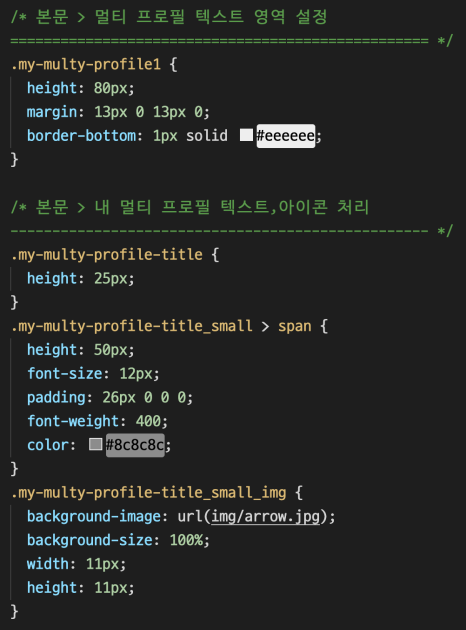 /* 본문 > 멀티 프로필 텍스트 영역 설정
================================================== */
.my-multy-profile1 {
  height: 80px;
  margin: 13px 0 13px 0;
  border-bottom: 1px solid #eeeeee;
}

/* 본문 > 내 멀티 프로필 텍스트,아이콘 처리
-------------------------------------------------- */
.my-multy-profile-title {
  height: 25px;
}
.my-multy-profile-title_small > span {
  height: 50px;
  font-size: 12px;
  padding: 26px 0 0 0;
  font-weight: 400;
  color: #8c8c8c;
}
.my-multy-profile-title_small_img {
  background-image: url(img/arrow.jpg);
  background-size: 100%;
  width: 11px;
  height: 11px;
}